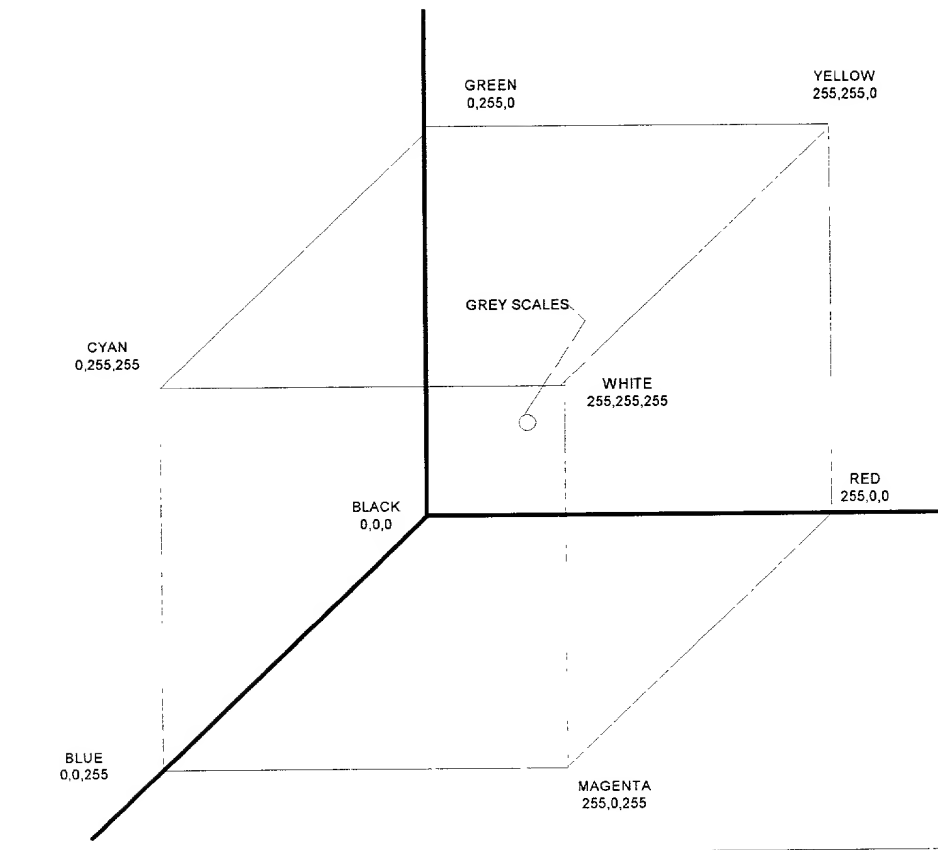 GREEN
0,255,0
YELLOW
255,255,0
GREY SCALES
CYAN
0,255,255
WHITE
255,255,255
RED
255,0,0
BLACK
0,0,0
BLUE
0,0,255
MAGENTA
255,0,255